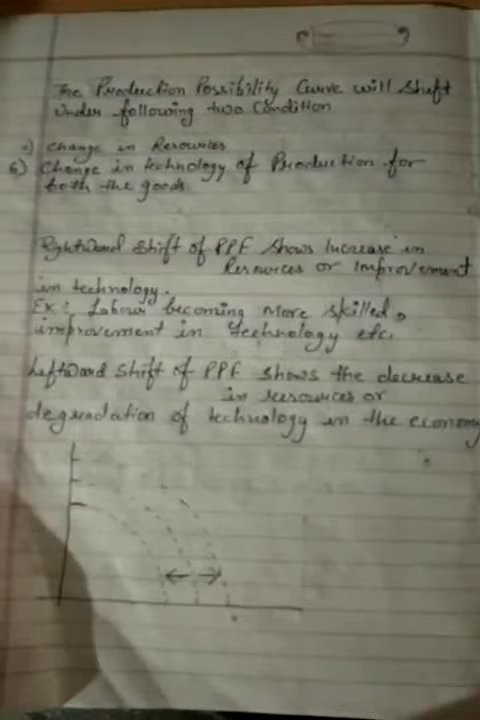 The Production Possibility Curve will Shift
Under following two Condition
a) Change in Resources
b) Change in technology of Production for
both the goods
Rightward Shift of PPF shows Increase in
Resources or Improvement
in technology.
Ex: Labour becoming More skilled,
improvement in technology etc.
Leftward Shift of PPF shows the decrease
in resources or
degradation of technology in the economy